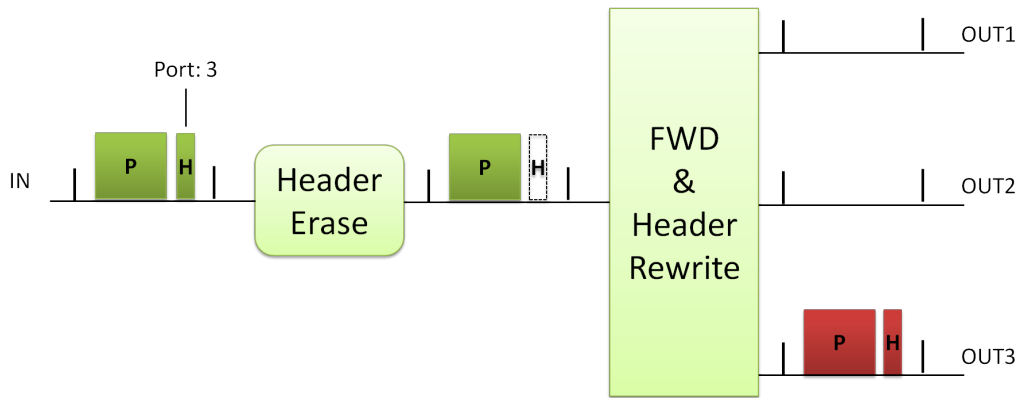 Port: 3
IN
P
H
Header
Erase
P
H
FWD
&
Header
Rewrite
OUT1
OUT2
P
H
OUT3